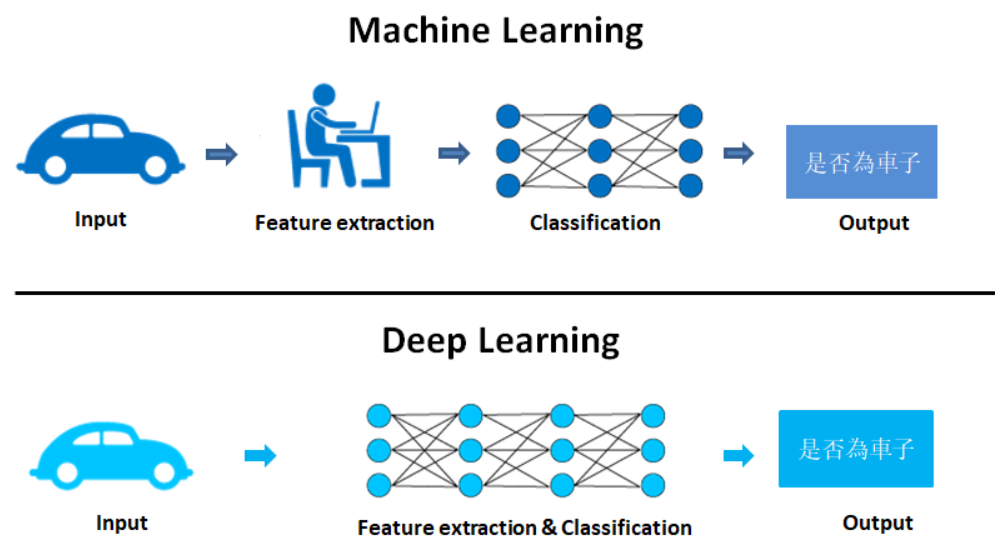 Machine Learning
是否為車子
Input
Feature extraction
Classification
Output
Deep Learning
是否為車子
Input
Feature extraction & Classification
Output